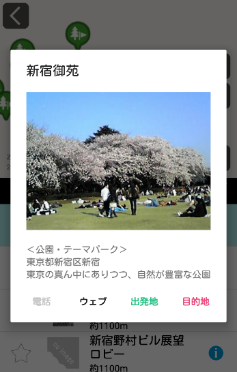 新宿御苑
＜公園・テーマパーク＞
東京都新宿区新宿
東京の真ん中にありつつ、自然が豊富な公園
電話 ウェブ 出発地 目的地
約1100m
新宿野村ビル展望
ロビー
約1100m